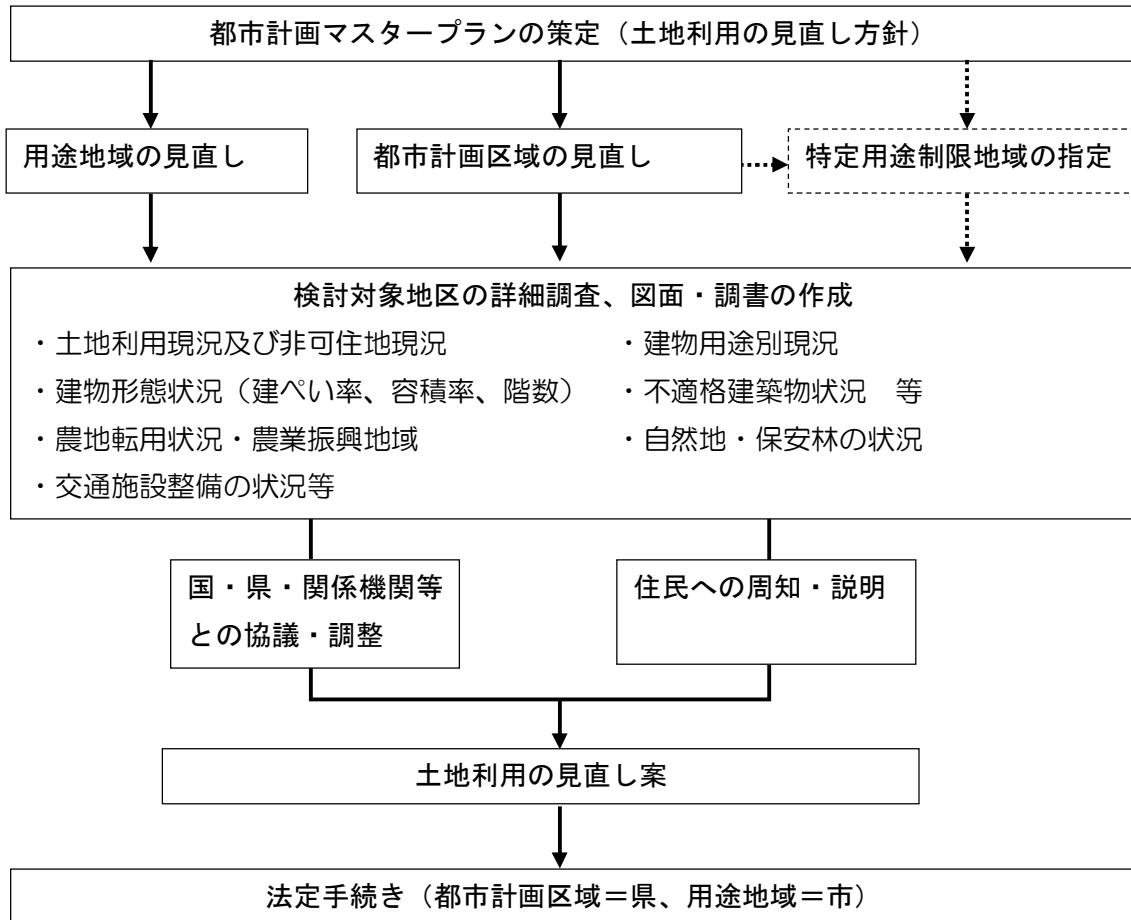 都市計画マスタープランの策定（土地利用の見直し方針）
用途地域の見直し
都市計画区域の見直し
特定用途制限地域の指定
検討対象地区の詳細調査、図面・調書の作成
・土地利用現況及び非可住地現況
・建物用途別現況
・建物形態状況（建ぺい率、容積率、階数）
・不適格建築物状況　等
・農地転用状況・農業振興地域
・自然地・保安林の状況
・交通施設整備の状況等
国・県・関係機関等
との協議・調整
住民への周知・説明
土地利用の見直し案
法定手続き（都市計画区域＝県、用途地域＝市）